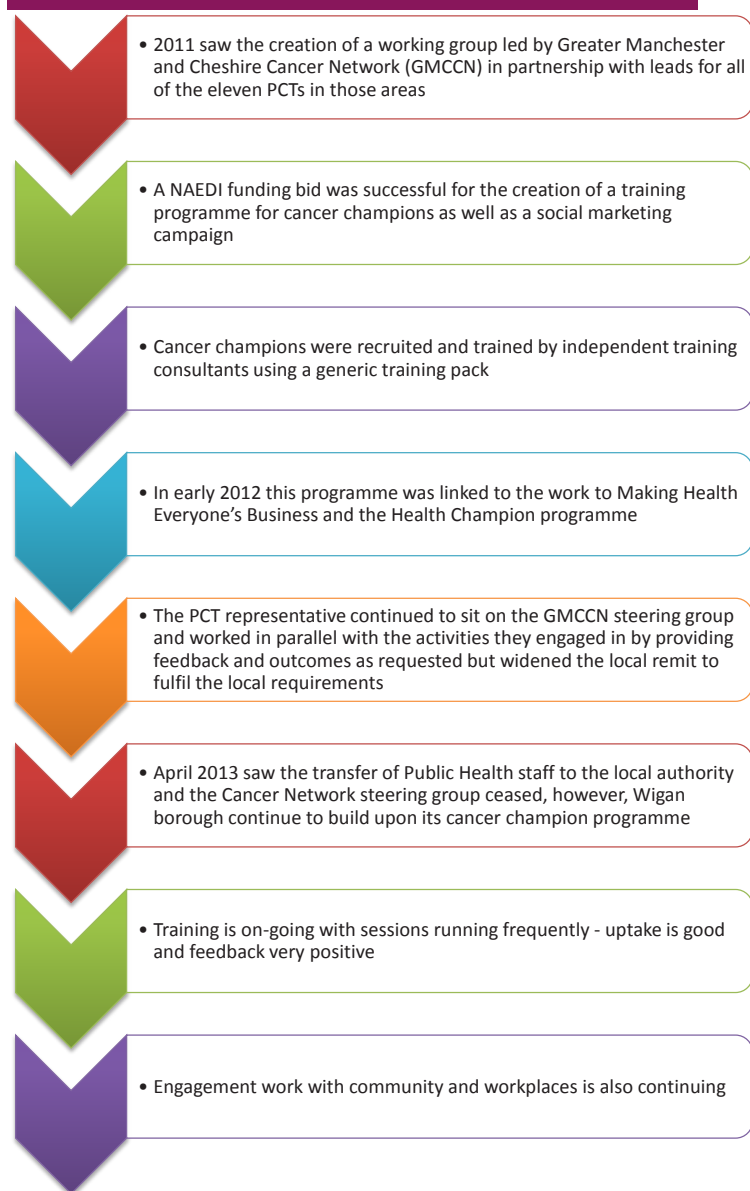 • 2011 saw the creation of a working group led by Greater Manchester
and Cheshire Cancer Network (GMCCN) in partnership with leads for all
of the eleven PCTs in those areas
• A NAEDI funding bid was successful for the creation of a training
programme for cancer champions as well as a social marketing
campaign
• Cancer champions were recruited and trained by independent training
consultants using a generic training pack
• In early 2012 this programme was linked to the work to Making Health
Everyone’s Business and the Health Champion programme
• The PCT representative continued to sit on the GMCCN steering group
and worked in parallel with the activities they engaged in by providing
feedback and outcomes as requested but widened the local remit to
fulfil the local requirements
• April 2013 saw the transfer of Public Health staff to the local authority
and the Cancer Network steering group ceased, however, Wigan
borough continue to build upon its cancer champion programme
• Training is on-going with sessions running frequently - uptake is good
and feedback very positive
• Engagement work with community and workplaces is also continuing